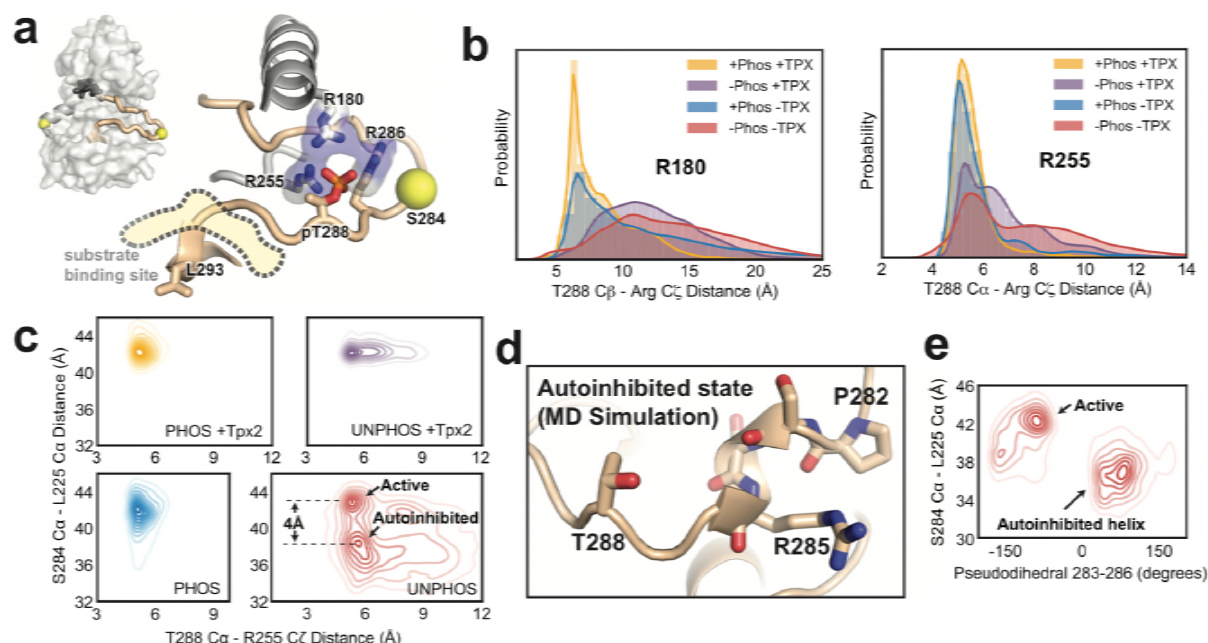 a
R180
R286
R255
S284
pT288
substrate
binding site
L293
b
Probability
+Phos +TPX
-Phos +TPX
+Phos -TPX
-Phos -TPX
R180
5
10
15
20
25
T288 Cβ - Arg Cζ Distance (Å)
Probability
+Phos +TPX
-Phos +TPX
+Phos -TPX
-Phos -TPX
R255
2
4
6
8
10
12
14
T288 Cα - Arg Cζ Distance (Å)
c
S284 Cα - L225 Cα Distance (Å)
44
40
36
32
PHOS +Tpx2
3
6
9
12
UNPHOS +Tpx2
3
6
9
12
44
40
36
32
PHOS
3
6
9
44
40
36
32
4Å
Active
Autoinhibited
UNPHOS
3
6
9
12
T288 Cα - R255 Cζ Distance (Å)
d
Autoinhibited state
(MD Simulation)
P282
T288
R285
e
S284 Cα - L225 Cα (Å)
46
42
38
34
30
Active
Autoinhibited helix
-150
0
150
Pseudodihedral 283-286 (degrees)